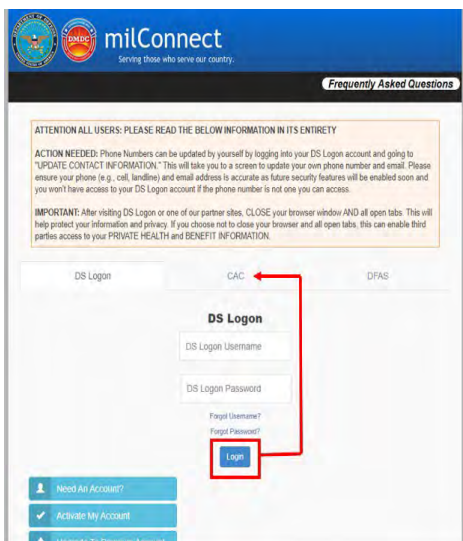 DMDC
milConnect
Serving those who serve our country.
Frequently Asked Questions
ATTENTION ALL USERS: PLEASE READ THE BELOW INFORMATION IN ITS ENTIRETY
ACTION NEEDED: Phone Numbers can be updated by yourself by logging into your DS Logon account and going to
"UPDATE CONTACT INFORMATION." This will take you to a screen to update your own phone number and email. Please
ensure your phone (e.g., cell, landline) and email address is accurate as future security features will be enabled soon and
you won't have access to your DS Logon account if the phone number is not one you can access.
IMPORTANT: After visiting DS Logon or one of our partner sites, CLOSE your browser window AND all open tabs. This will
help protect your information and privacy. If you choose not to close your browser and all open tabs, this can enable third
parties access to your PRIVATE HEALTH and BENEFIT INFORMATION.
DS Logon
CAC
DFAS
DS Logon
DS Logon Username
DS Logon Password
Forgot Username?
Forgot Password?
Login
Need An Account?
Activate My Account